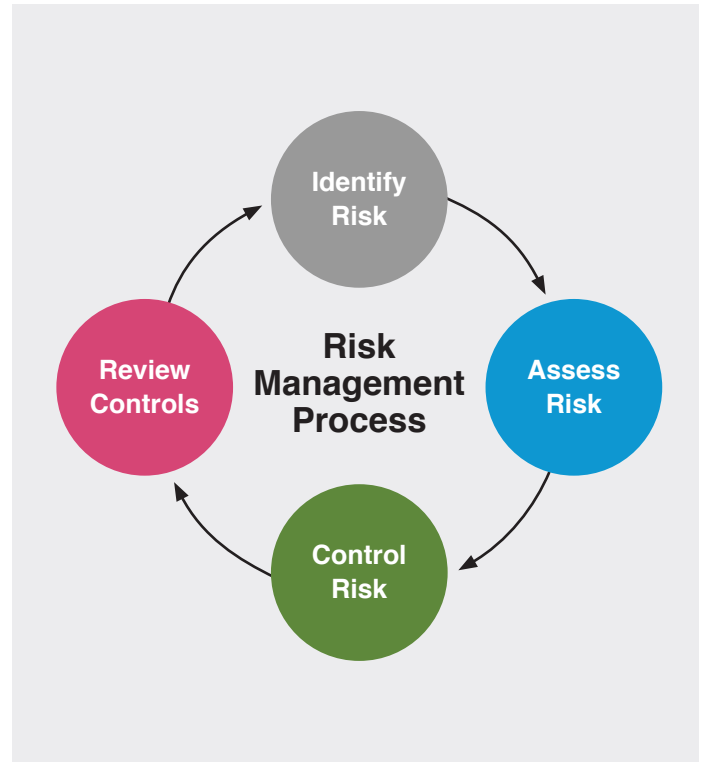 Identify
Risk
Risk
Management
Process
Assess
Risk
Control
Risk
Review
Controls